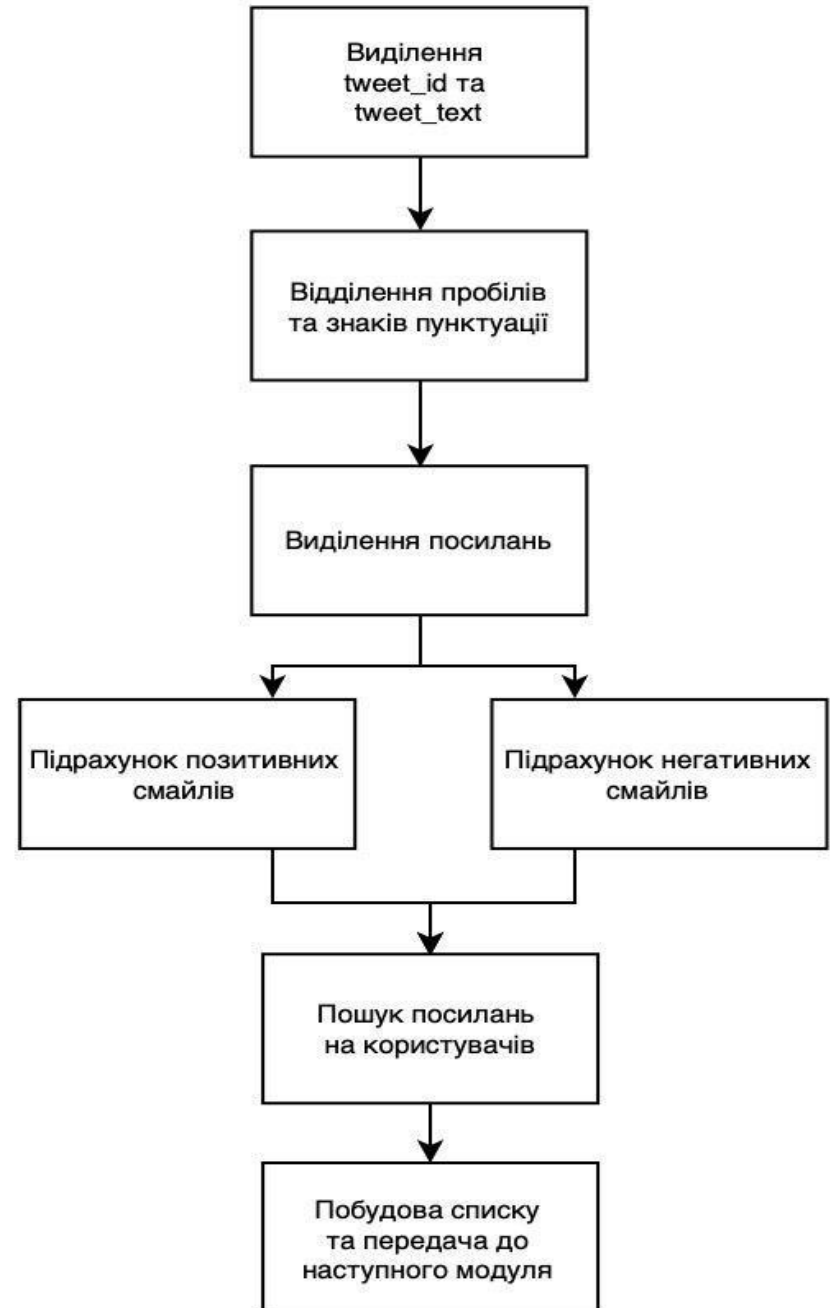 Виділення
tweet_id та
tweet_text
Відділення пробілів
та знаків пунктуації
Виділення посилань
Підрахунок позитивних
смайлів
Підрахунок негативних
смайлів
Пошук посилань
на користувачів
Побудова списку
та передача до
наступного модуля